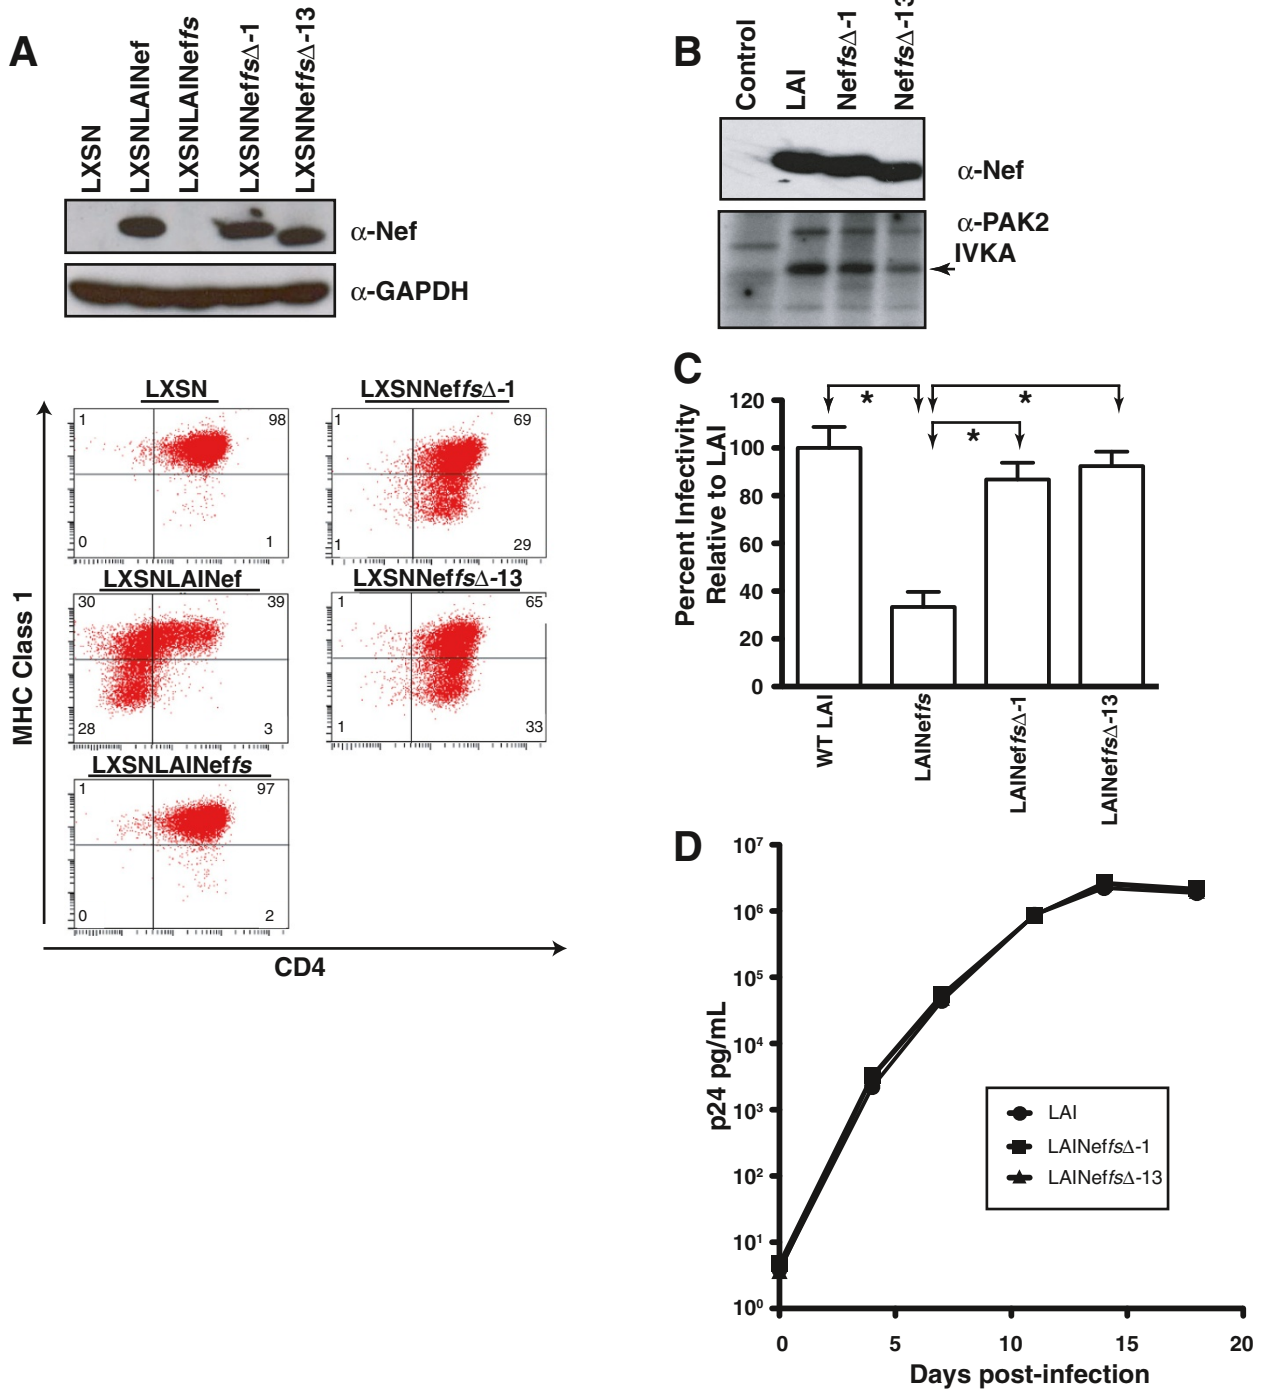 A
LXSN
LXSNLAINef
LXSNLAINeffs
LXSNNeffsΔ-1
LXSNNeffsΔ-13
α-Nef
α-GAPDH
LXSN
1 98
0 1
LXSNNeffsΔ-1
1 69
1 29
LXSNLAINef
30 39
28 3
LXSNNeffsΔ-13
1 65
1 33
LXSNLAINeffs
1 97
0 2
MHC Class 1
CD4
B
Control
LAI
NeffsΔ-1
NeffsΔ-13
α-Nef
α-PAK2
IVKA
C
Percent Infectivity
Relative to LAI
120
100
80
60
40
20
0
* * *
WT LAI
LAINeffs
LAINeffsΔ-1
LAINeffsΔ-13
D
p24 pg/mL
10⁷
10⁶
10⁵
10⁴
10³
10²
10¹
10⁰
LAI
LAINeffsΔ-1
LAINeffsΔ-13
0 5 10 15 20
Days post-infection